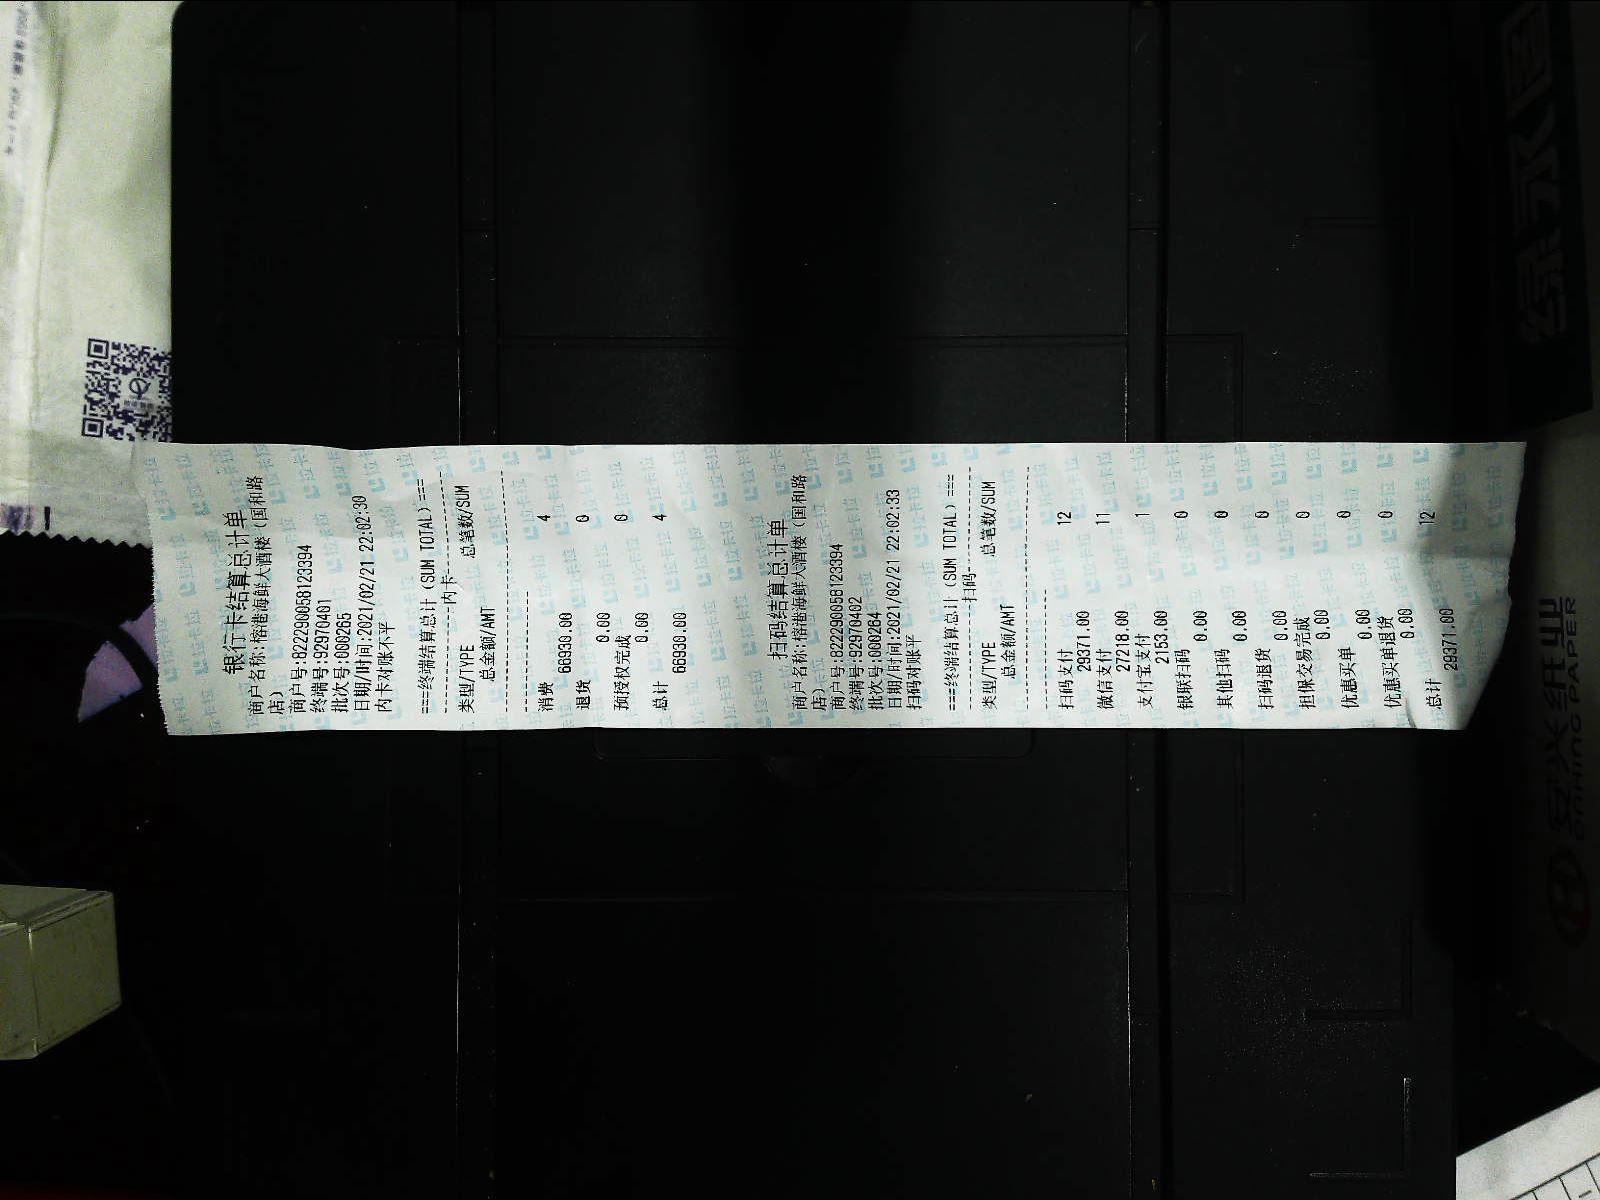 银行卡结算总计单
商户名称:榕港海鲜大酒楼（国和路
店）
商户号:822290058123394
终端号:92970401
批次号:000265
日期/时间:2021/02/21 22:02:30
内卡对账不平
===终端结算总计（SUM TOTAL）===
内卡
类型/TYPE 总笔数/SUM
总金额/AMT
消费 4
66930.00
退货 0
0.00
预授权完成 0
0.00
总计 4
66930.00
扫码结算总计单
商户名称:榕港海鲜大酒楼（国和路
店）
商户号:822290058123394
终端号:92970402
批次号:000264
日期/时间:2021/02/21 22:02:33
扫码对账平
===终端结算总计（SUM TOTAL）===
扫码
类型/TYPE 总笔数/SUM
总金额/AMT
扫码支付 12
29371.00
微信支付 11
27218.00
支付宝支付 1
2153.00
银联扫码 0
0.00
其他扫码 0
0.00
扫码退货 0
0.00
担保交易完成 0
0.00
优惠买单 0
0.00
优惠买单退货 0
0.00
总计 12
29371.00
拉卡拉
安兴纸业
PAPER